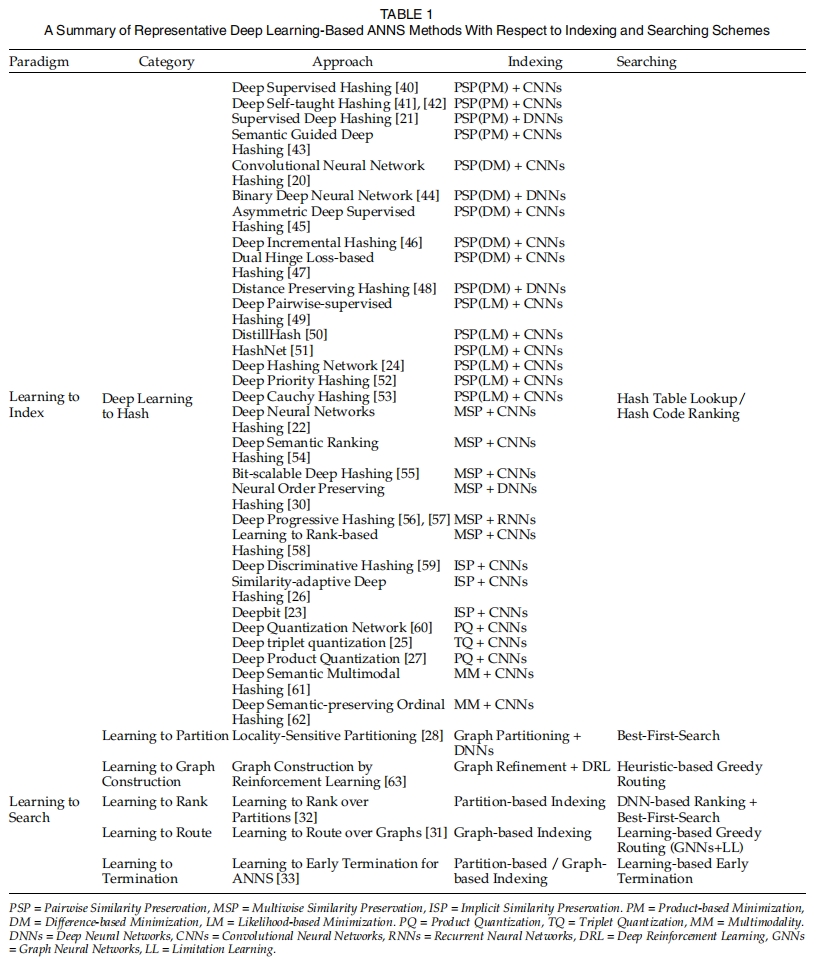 TABLE 1
A Summary of Representative Deep Learning-Based ANNS Methods With Respect to Indexing and Searching Schemes
Paradigm Category Approach Indexing Searching
Deep Supervised Hashing [40] PSP(PM) + CNNs
Deep Self-taught Hashing [41], [42] PSP(PM) + CNNs
Supervised Deep Hashing [21] PSP(PM) + DNNs
Semantic Guided Deep PSP(PM) + CNNs
Hashing [43]
Convolutional Neural Network PSP(DM) + CNNs
Hashing [20]
Binary Deep Neural Network [44] PSP(DM) + DNNs
Asymmetric Deep Supervised PSP(DM) + CNNs
Hashing [45]
Deep Incremental Hashing [46] PSP(DM) + CNNs
Dual Hinge Loss-based PSP(DM) + CNNs
Hashing [47]
Distance Preserving Hashing [48] PSP(DM) + DNNs
Deep Pairwise-supervised PSP(LM) + CNNs
Hashing [49]
DistillHash [50] PSP(LM) + CNNs
HashNet [51] PSP(LM) + CNNs
Deep Hashing Network [24] PSP(LM) + CNNs
Deep Priority Hashing [52] PSP(LM) + CNNs
Learning to Deep Learning Deep Cauchy Hashing [53] PSP(LM) + CNNs Hash Table Lookup/
Index to Hash Deep Neural Networks MSP + CNNs Hash Code Ranking
Hashing [22]
Deep Semantic Ranking MSP + CNNs
Hashing [54]
Bit-scalable Deep Hashing [55] MSP + CNNs
Neural Order Preserving MSP + DNNs
Hashing [30]
Deep Progressive Hashing [56], [57] MSP + RNNs
Learning to Rank-based MSP + CNNs
Hashing [58]
Deep Discriminative Hashing [59] ISP + CNNs
Similarity-adaptive Deep ISP + CNNs
Hashing [26]
Deepbit [23] ISP + CNNs
Deep Quantization Network [60] PQ + CNNs
Deep triplet quantization [25] TQ + CNNs
Deep Product Quantization [27] PQ + CNNs
Deep Semantic Multimodal MM + CNNs
Hashing [61]
Deep Semantic-preserving Ordinal MM + CNNs
Hashing [62]
Learning to Partition Locality-Sensitive Partitioning [28] Graph Partitioning + Best-First-Search
DNNs
Learning to Graph Graph Construction by Graph Refinement + DRL Heuristic-based Greedy
Construction Reinforcement Learning [63] Routing
Learning to Learning to Rank Learning to Rank over Partition-based Indexing DNN-based Ranking +
Search Partitions [32] Best-First-Search
Learning to Route Learning to Route over Graphs [31] Graph-based Indexing Learning-based Greedy
Routing (GNNs+LL)
Learning to Learning to Early Termination for Partition-based / Graph- Learning-based Early
Termination ANNS [33] based Indexing Termination
PSP = Pairwise Similarity Preservation, MSP = Multiwise Similarity Preservation, ISP = Implicit Similarity Preservation. PM = Product-based Minimization,
DM = Difference-based Minimization, LM = Likelihood-based Minimization. PQ = Product Quantization, TQ = Triplet Quantization, MM = Multimodality.
DNNs = Deep Neural Networks, CNNs = Convolutional Neural Networks, RNNs = Recurrent Neural Networks, DRL = Deep Reinforcement Learning, GNNs
= Graph Neural Networks, LL = Limitation Learning.